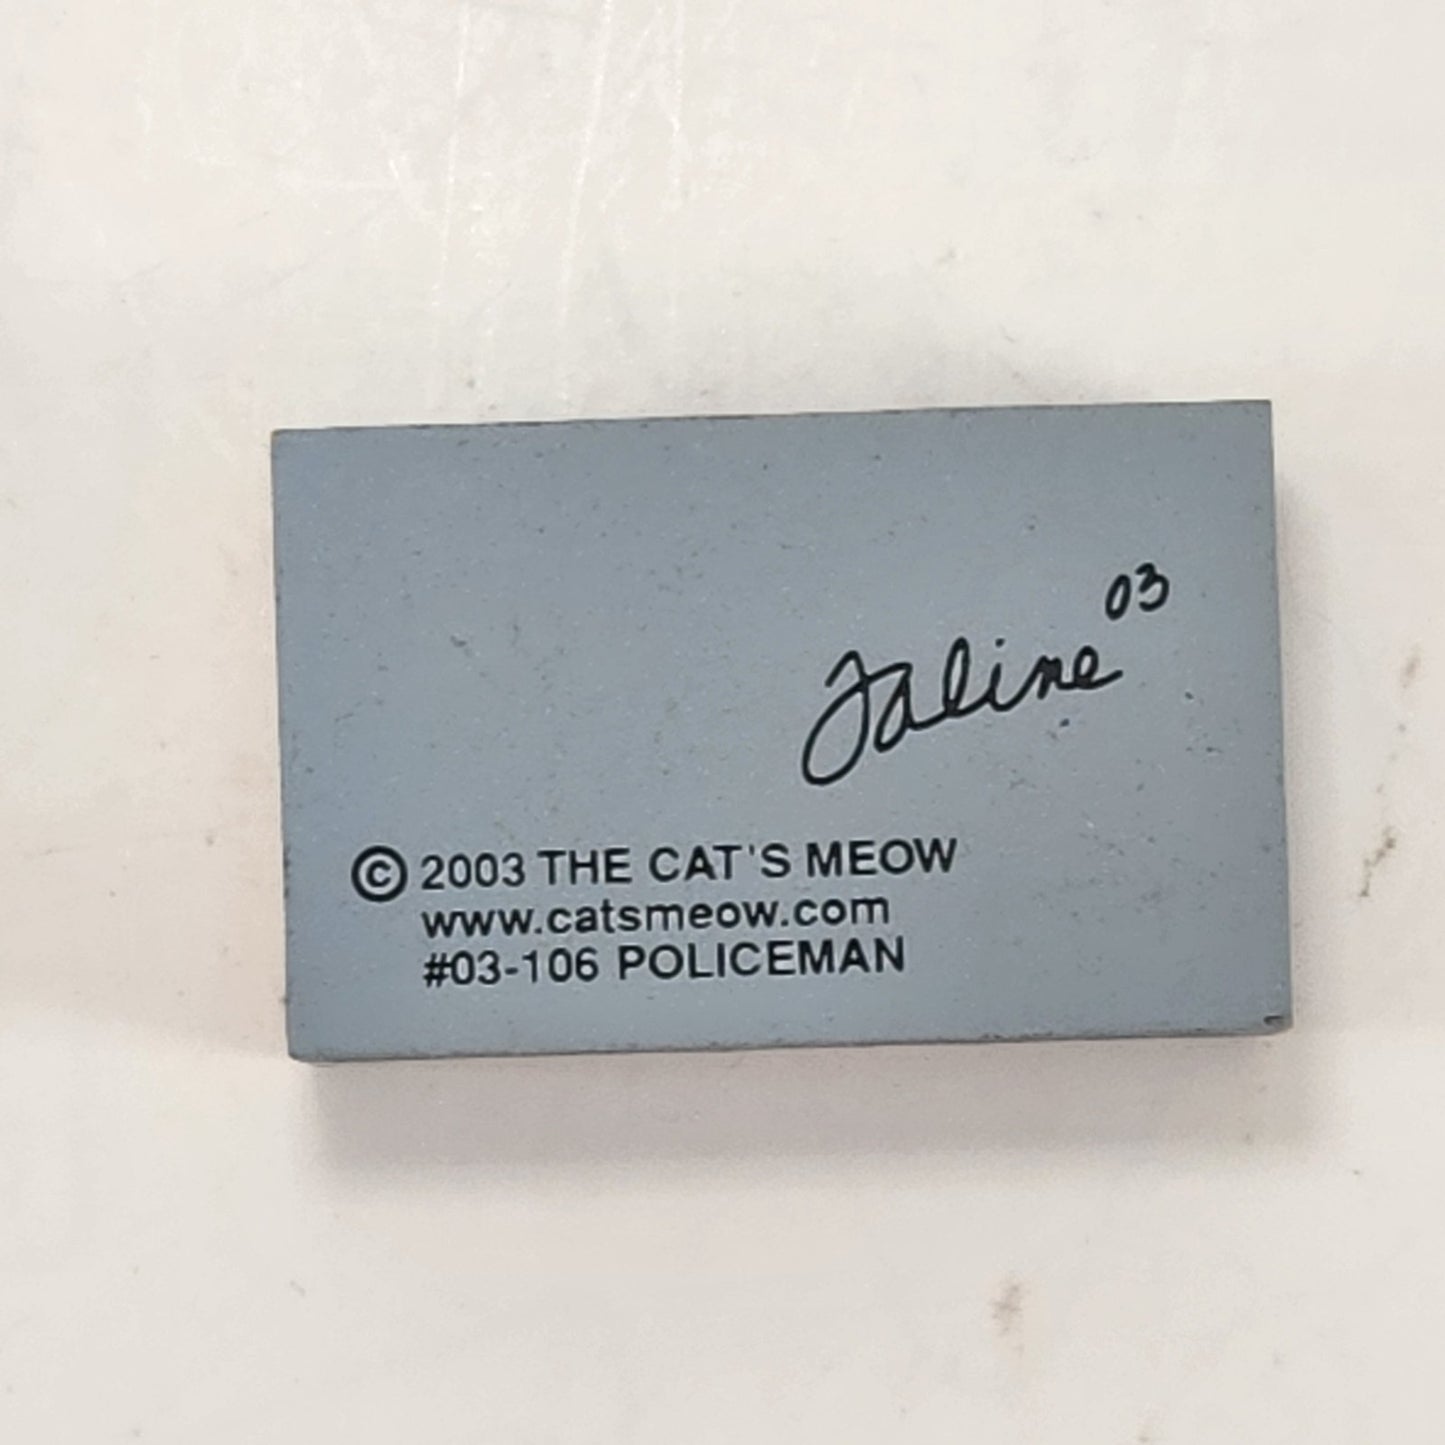 03
Faline
© 2003 THE CAT'S MEOW
www.catsmeow.com
#03-106 POLICEMAN